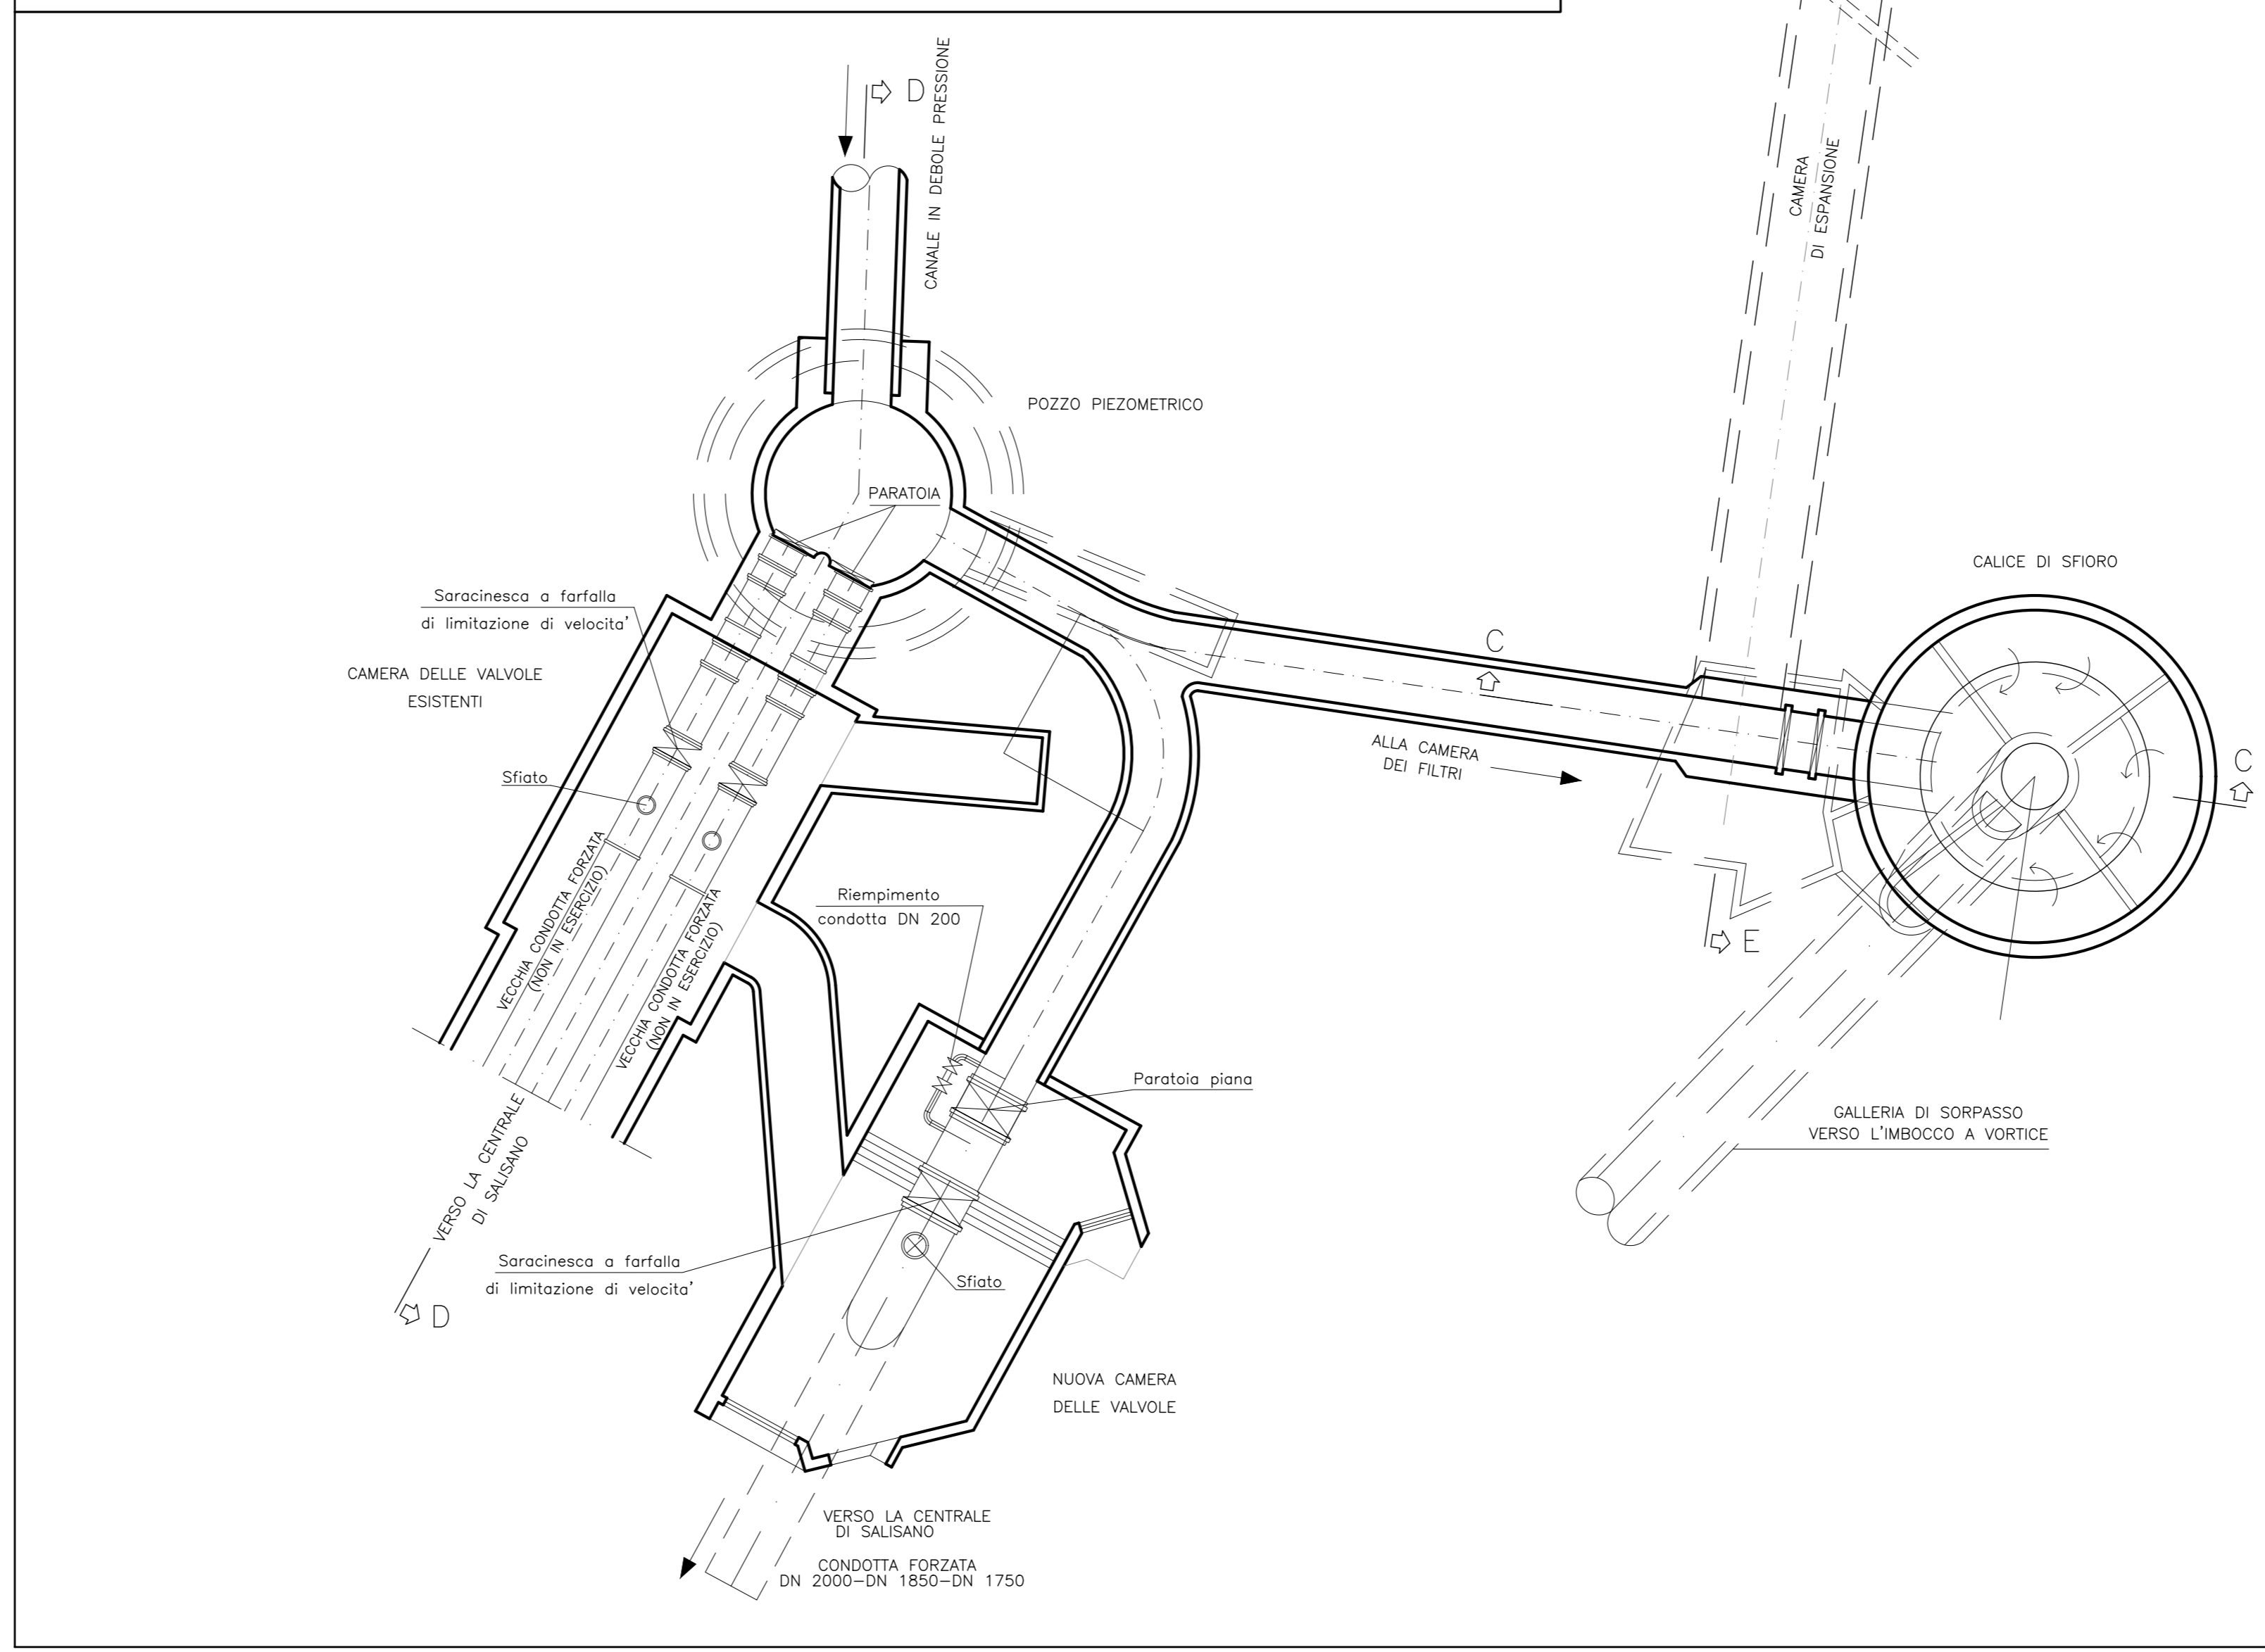 D
CANALE IN DEBOLE PRESSIONE
CAMERA
DI ESPANSIONE
POZZO PIEZOMETRICO
PARATOIA
CALICE DI SFIORO
Saracinesca a farfalla
di limitazione di velocita'
CAMERA DELLE VALVOLE
ESISTENTI
C
ALLA CAMERA
DEI FILTRI
C
Sfiato
VECCHIA CONDOTTA FORZATA
(NON IN ESERCIZIO)
VECCHIA CONDOTTA FORZATA
(NON IN ESERCIZIO)
Riempimento
condotta DN 200
E
Paratoia piana
GALLERIA DI SORPASSO
VERSO L'IMBOCCO A VORTICE
VERSO LA CENTRALE
DI SALISANO
Saracinesca a farfalla
di limitazione di velocita'
Sfiato
D
NUOVA CAMERA
DELLE VALVOLE
VERSO LA CENTRALE
DI SALISANO
CONDOTTA FORZATA
DN 2000-DN 1850-DN 1750